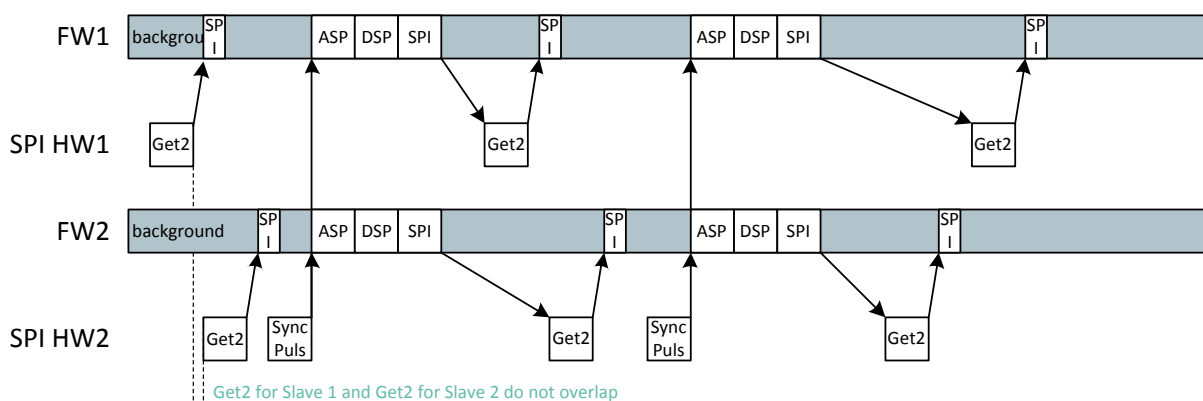 FW1
backgrou
SP
I
ASP
DSP
SPI
SP
I
ASP
DSP
SPI
SP
I
SPI HW1
Get2
Get2
Get2
FW2
background
SP
I
ASP
DSP
SPI
SP
I
ASP
DSP
SPI
SP
I
SPI HW2
Get2
Sync
Puls
Get2
Sync
Puls
Get2
Get2 for Slave 1 and Get2 for Slave 2 do not overlap